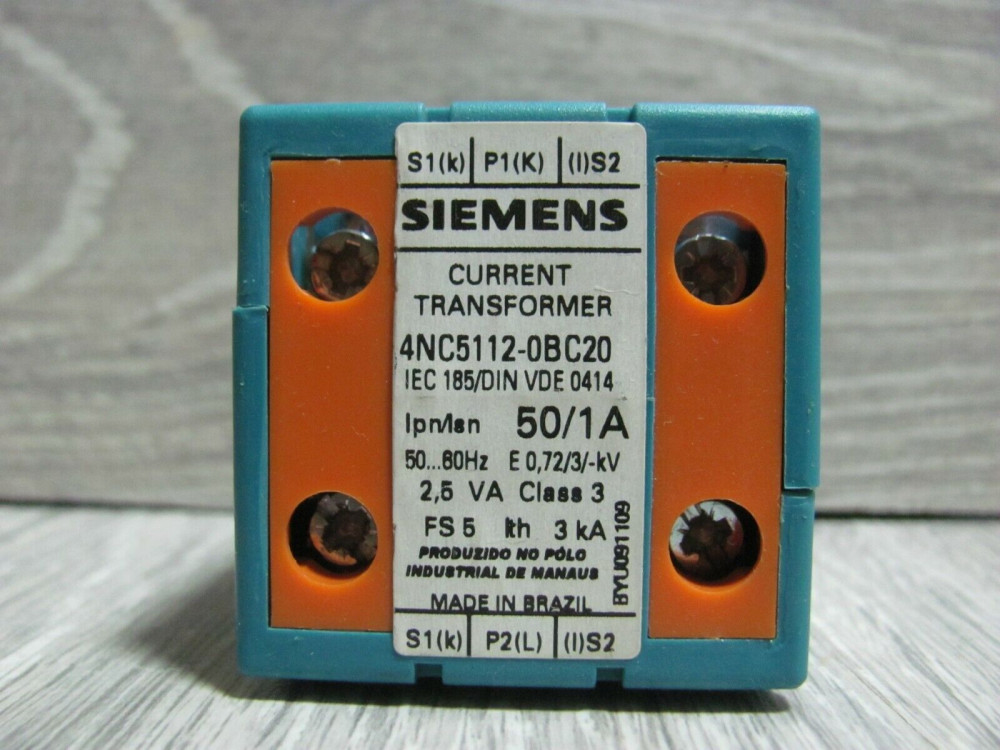 S1(k) P1(K) (l)S2
SIEMENS
CURRENT
TRANSFORMER
4NC5112-0BC20
IEC 185/DIN VDE 0414
Ipn/Isn 50/1A
50...60Hz E 0,72/3/-kV
2,5 VA Class 3
FS 5 Ith 3 kA
PRODUZIDO NO PÓLO
INDUSTRIAL DE MANAUS
MADE IN BRAZIL
BYU091109
S1(k) P2(L) (l)S2